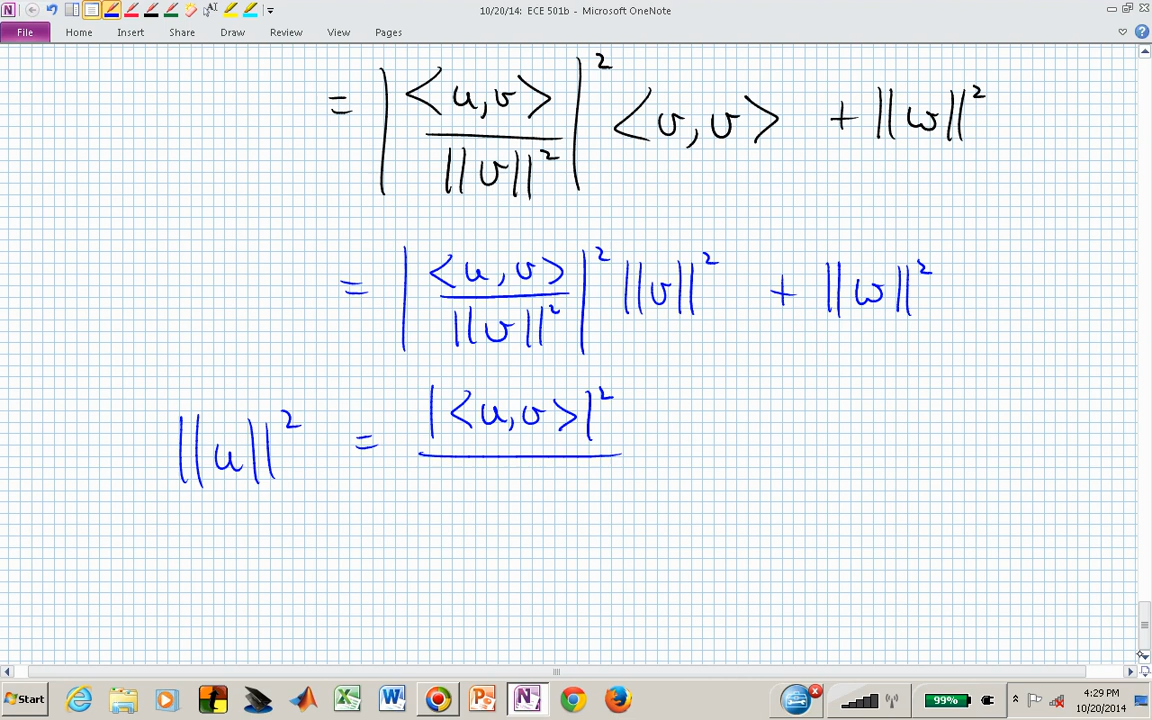 10/20/14: ECE 501b - Microsoft OneNote
File Home Insert Share Draw Review View Pages
= |<u,v> / ||v||²|² <v,v> + ||w||²
= |<u,v> / ||v||²|² ||v||² + ||w||²
||u||² = |<u,v>|²
Start 99% 4:29 PM
10/20/2014